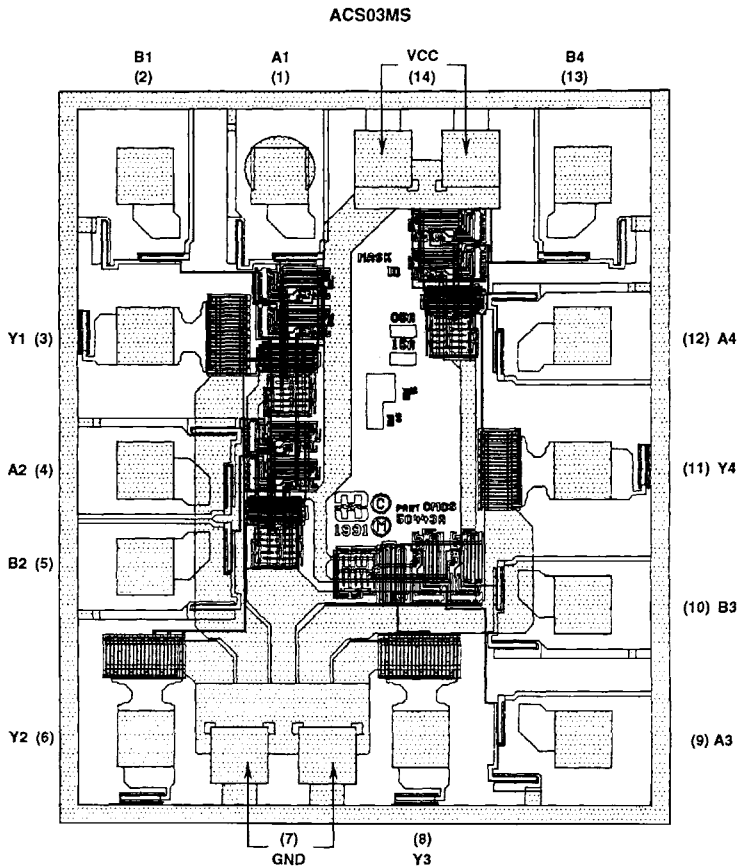 ACS03MS
B1
(2)
A1
(1)
VCC
(14)
B4
(13)
MASK
Y1 (3)
(12) A4
A2 (4)
(11) Y4
1991 M
PART CMOS
C
B2 (5)
(10) B3
Y2 (6)
(9) A3
(7)
GND
(8)
Y3